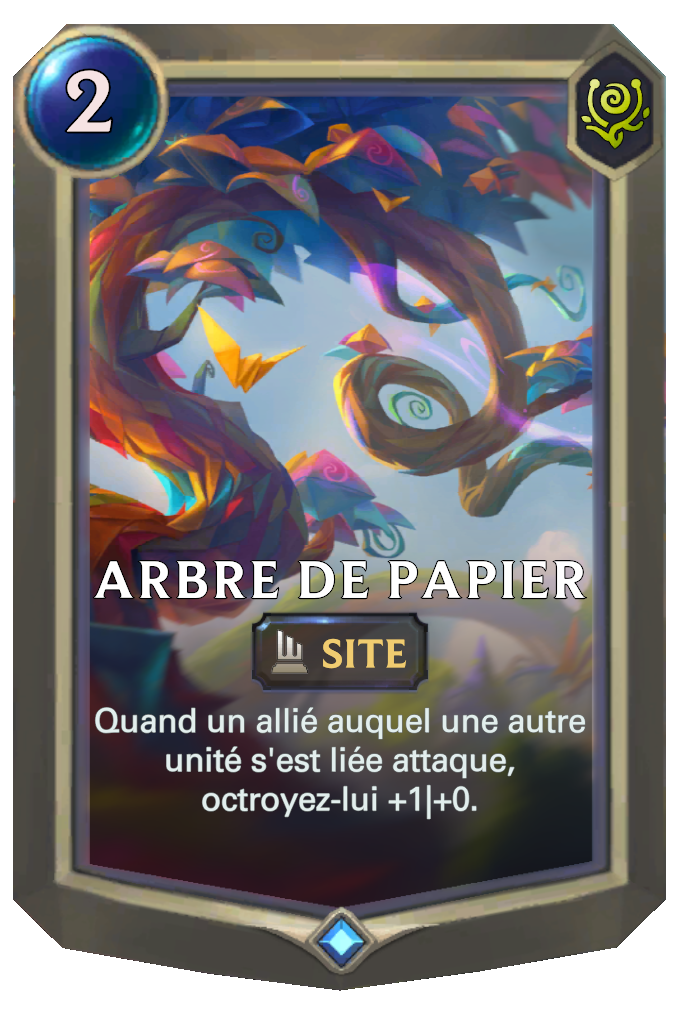 2
ARBRE DE PAPIER
SITE
Quand un allié auquel une autre
unité s'est liée attaque,
octroyez-lui +1|+0.